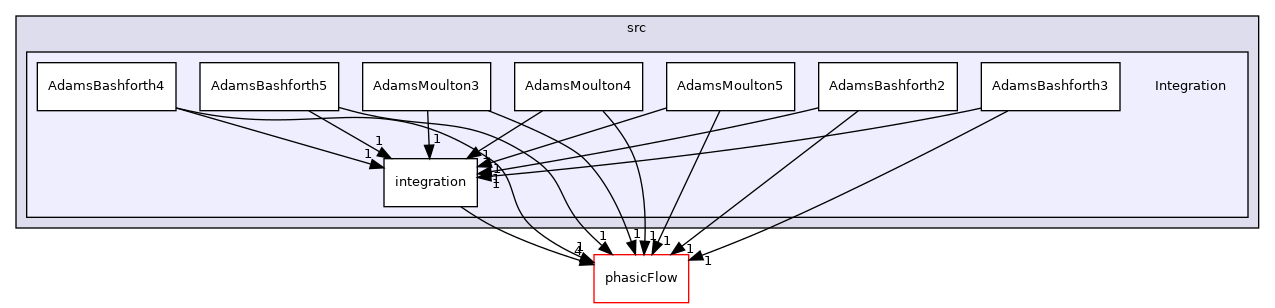 src
AdamsBashforth4 AdamsBashforth5 AdamsMoulton3 AdamsMoulton4 AdamsMoulton5 AdamsBashforth2 AdamsBashforth3 Integration
1 1 1 1 1 1 1
integration
1 4 1 1 1 1 1 1
phasicFlow